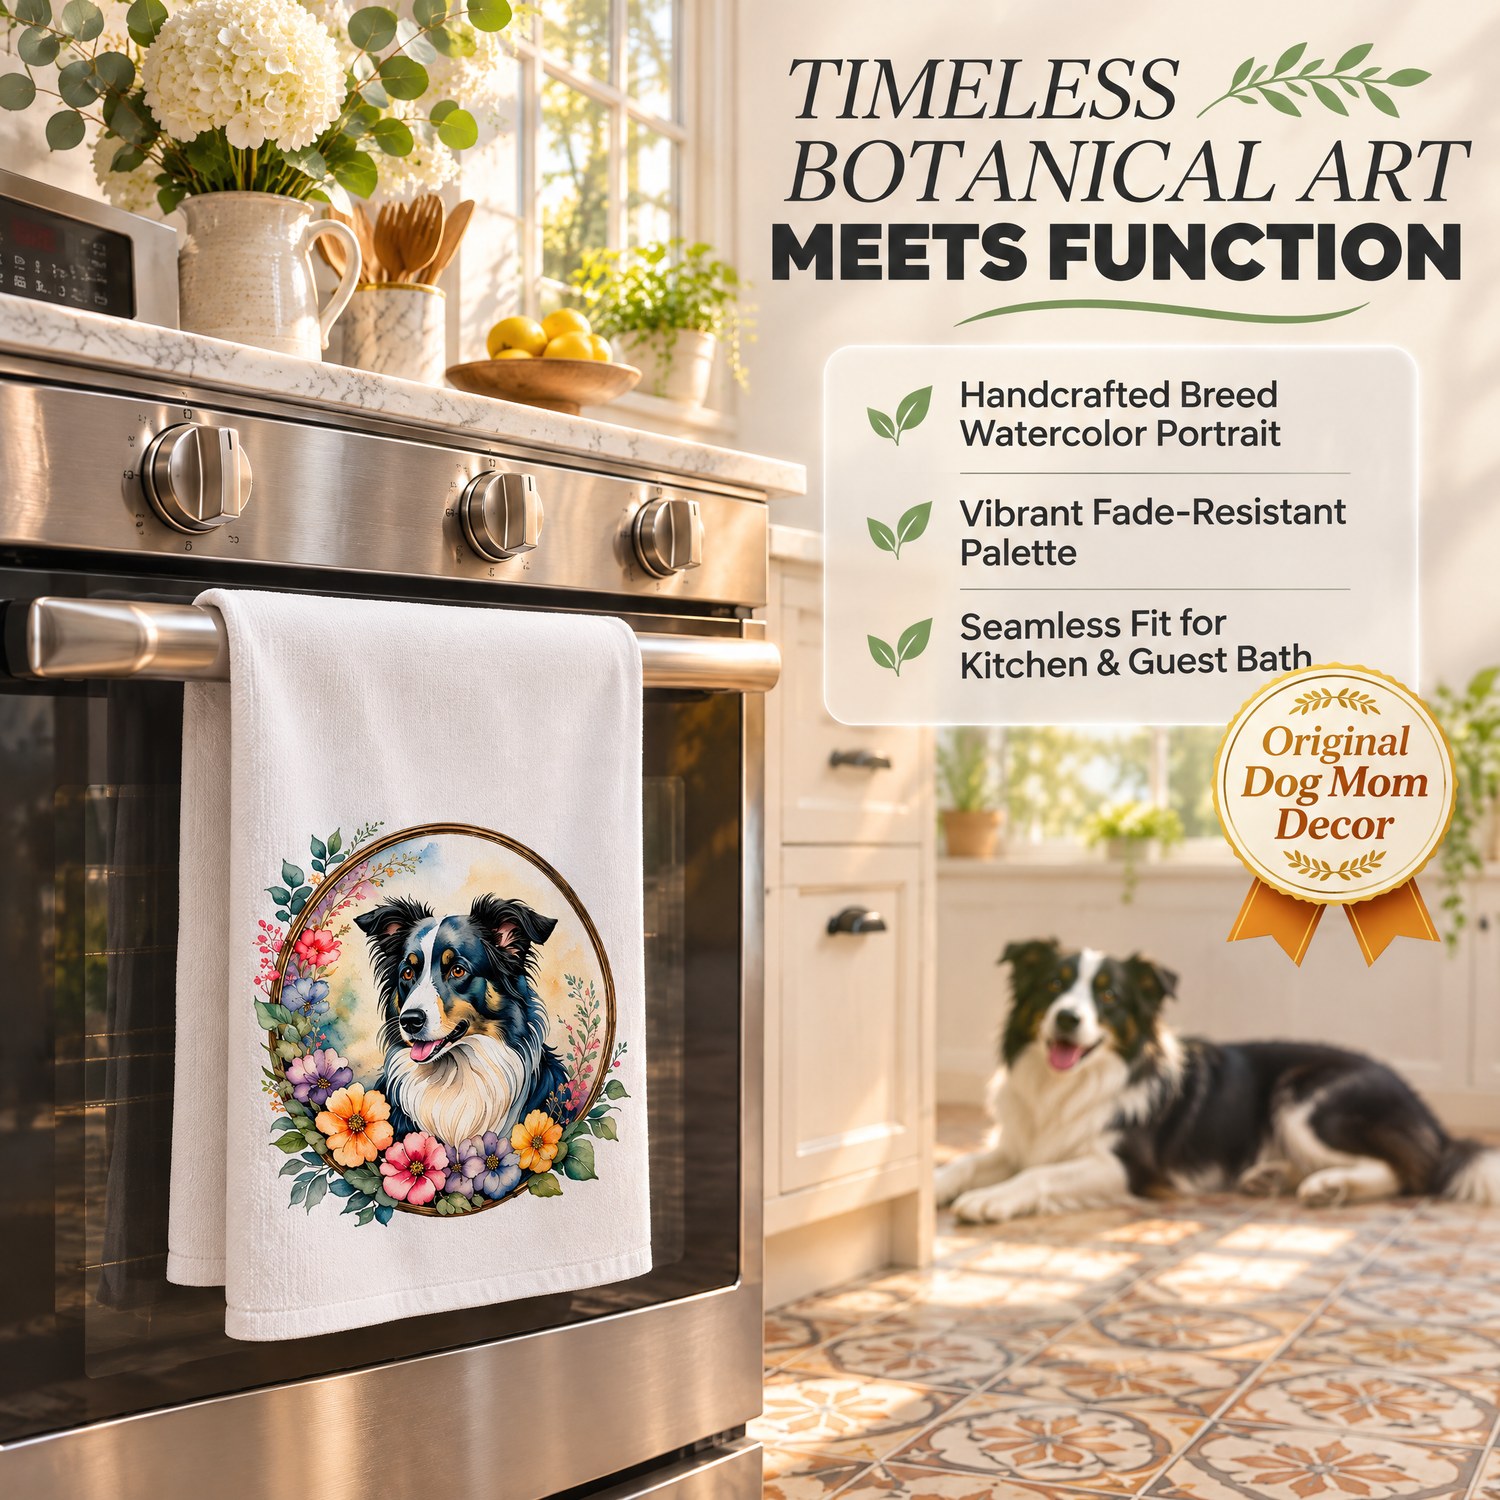 TIMELESS
BOTANICAL ART
MEETS FUNCTION
Handcrafted Breed
Watercolor Portrait
Vibrant Fade-Resistant
Palette
Seamless Fit for
Kitchen & Guest Bath
Original
Dog Mom
Decor